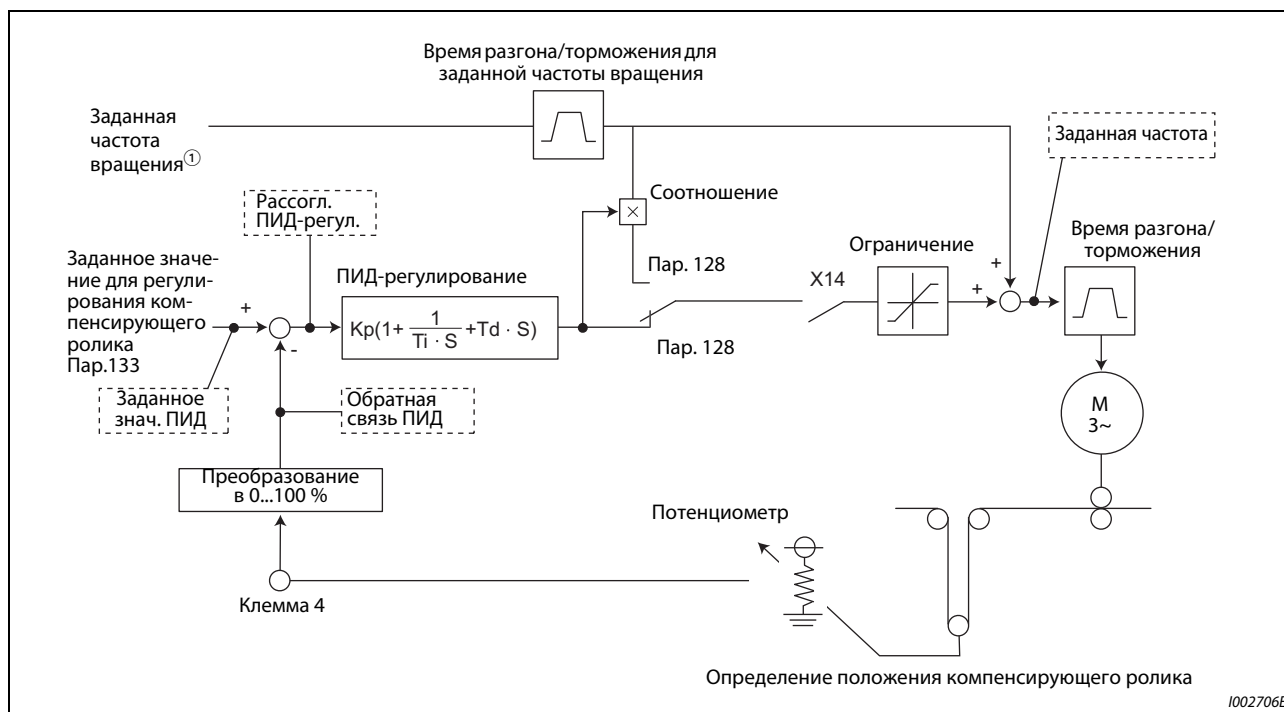 Время разгона/торможения для
заданной частоты вращения
Заданная
частота
вращения①
Заданная частота
Рассогл.
ПИД-регул.
Соотношение
×
Время разгона/
торможения
Ограничение
Заданное значе-
ние для регули-
рования ком-
пенсирующего
ролика
Пар.133
ПИД-регулирование
Пар. 128
X14
+
+
+
Kp(1+ 1/(Ti · S) +Td · S)
-
Пар. 128
Заданное
знач. ПИД
Обратная
связь ПИД
M
3~
Преобразование
в 0...100 %
Потенциометр
Клемма 4
Определение положения компенсирующего ролика
I002706E